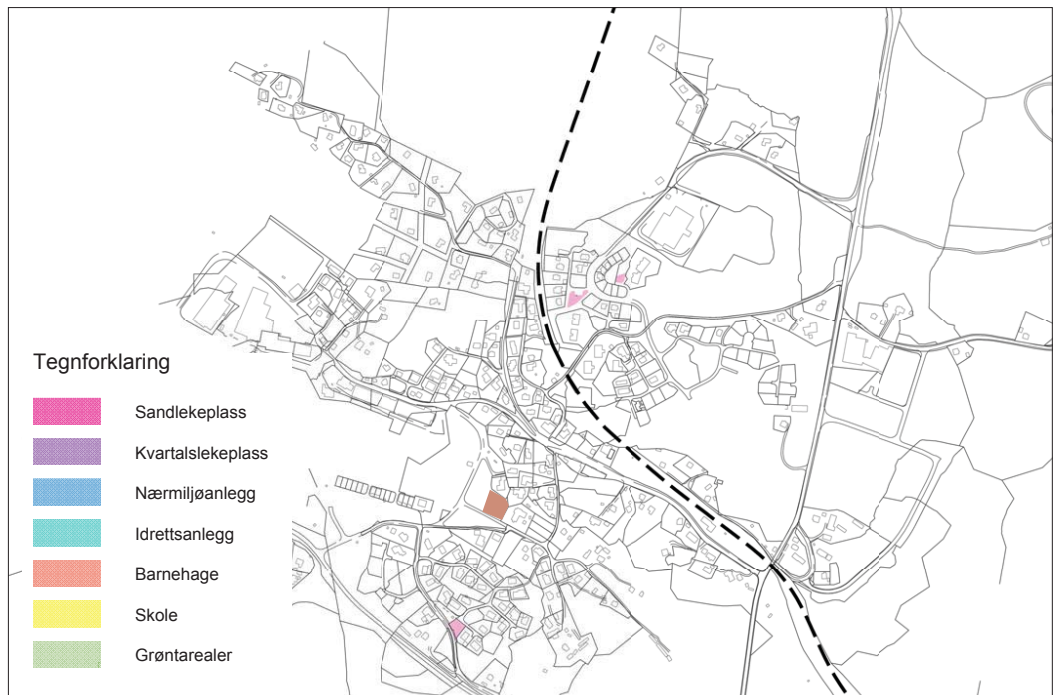 Tegnforklaring
Sandlekeplass
Kvartalslekeplass
Nærmiljøanlegg
Idrettsanlegg
Barnehage
Skole
Grøntarealer